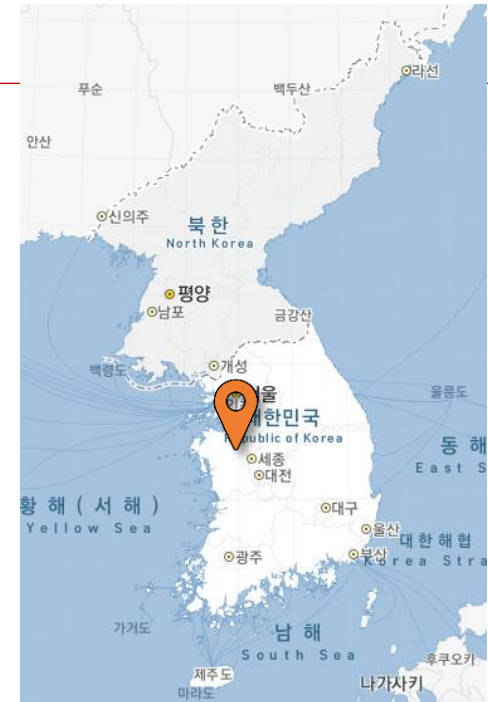 라선
푸순
백두산
안산
신의주
북한
North Korea
평양
남포
금강산
개성
백령도
울
울릉도
대한민국
public of Korea
동 해
East S
세종
대전
황 해 ( 서 해 )
Yellow Sea
대구
울산
대한해협
부산
Korea Stra
광주
가거도
남 해
South Sea
후쿠오카
제주도
나가사키
마라도